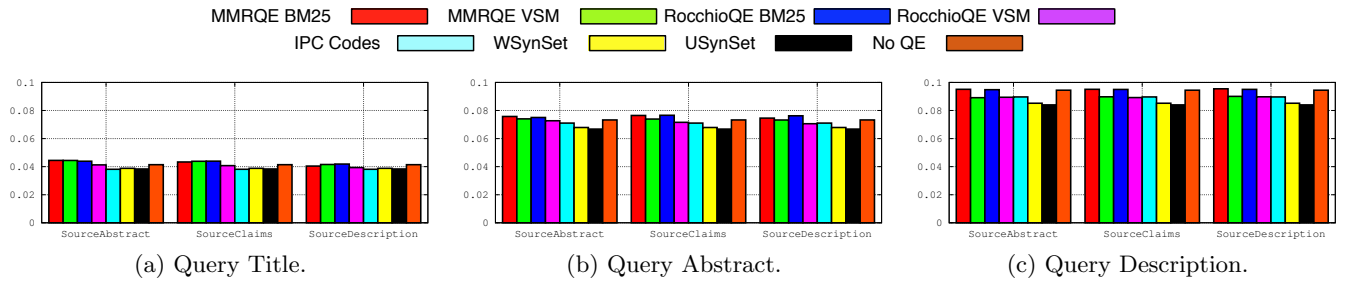 MMRQE BM25 MMRQE VSM RocchioQE BM25 RocchioQE VSM
IPC Codes WSynSet USynSet No QE
0.1 0.1 0.1
0.08 0.08 0.08
0.06 0.06 0.06
0.04 0.04 0.04
0.02 0.02 0.02
0 0 0
SourceAbstract SourceClaims SourceDescription SourceAbstract SourceClaims SourceDescription SourceAbstract SourceClaims SourceDescription
(a) Query Title. (b) Query Abstract. (c) Query Description.